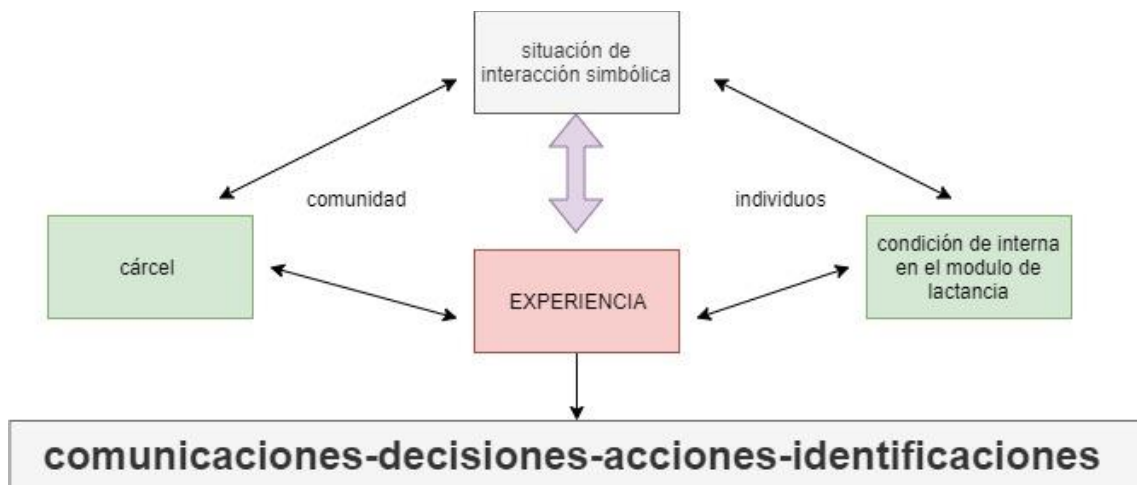 situación de
interacción simbólica
comunidad
individuos
cárcel
EXPERIENCIA
condición de interna
en el modulo de
lactancia
comunicaciones-decisiones-acciones-identificaciones